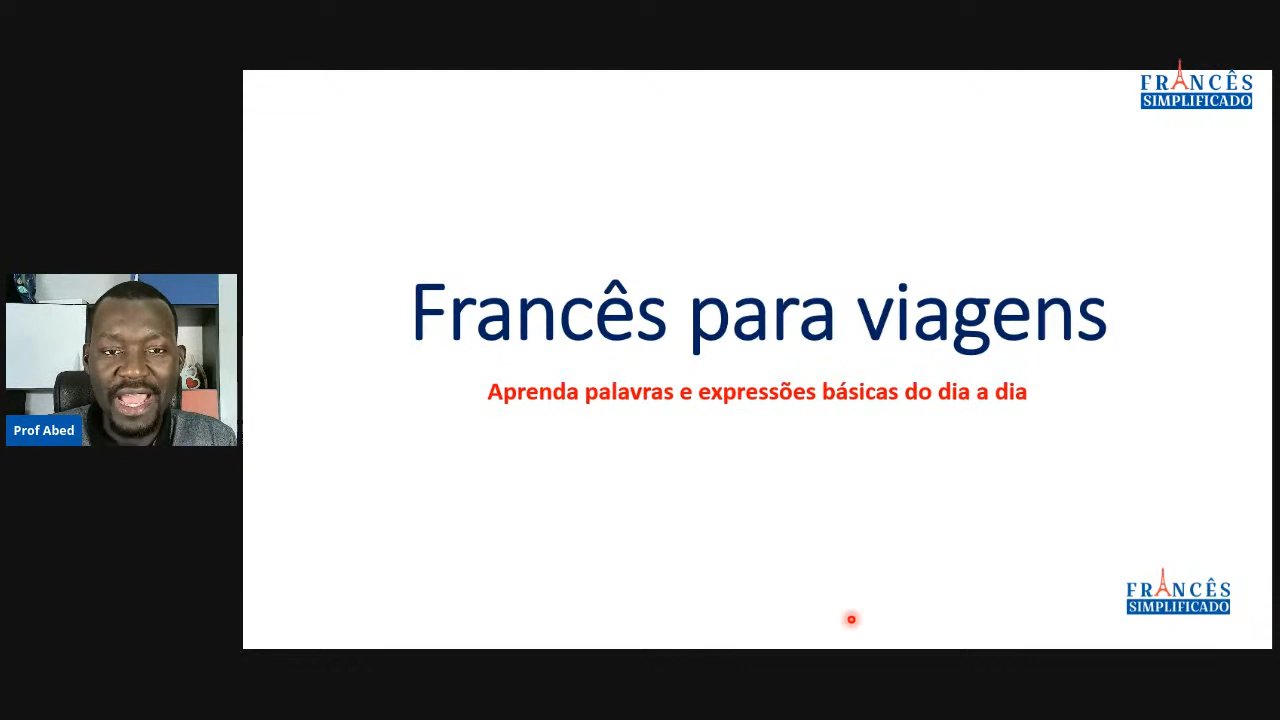 FRANCÊS
SIMPLIFICADO
Francês para viagens
Aprenda palavras e expressões básicas do dia a dia
Prof Abed
FRANCÊS
SIMPLIFICADO